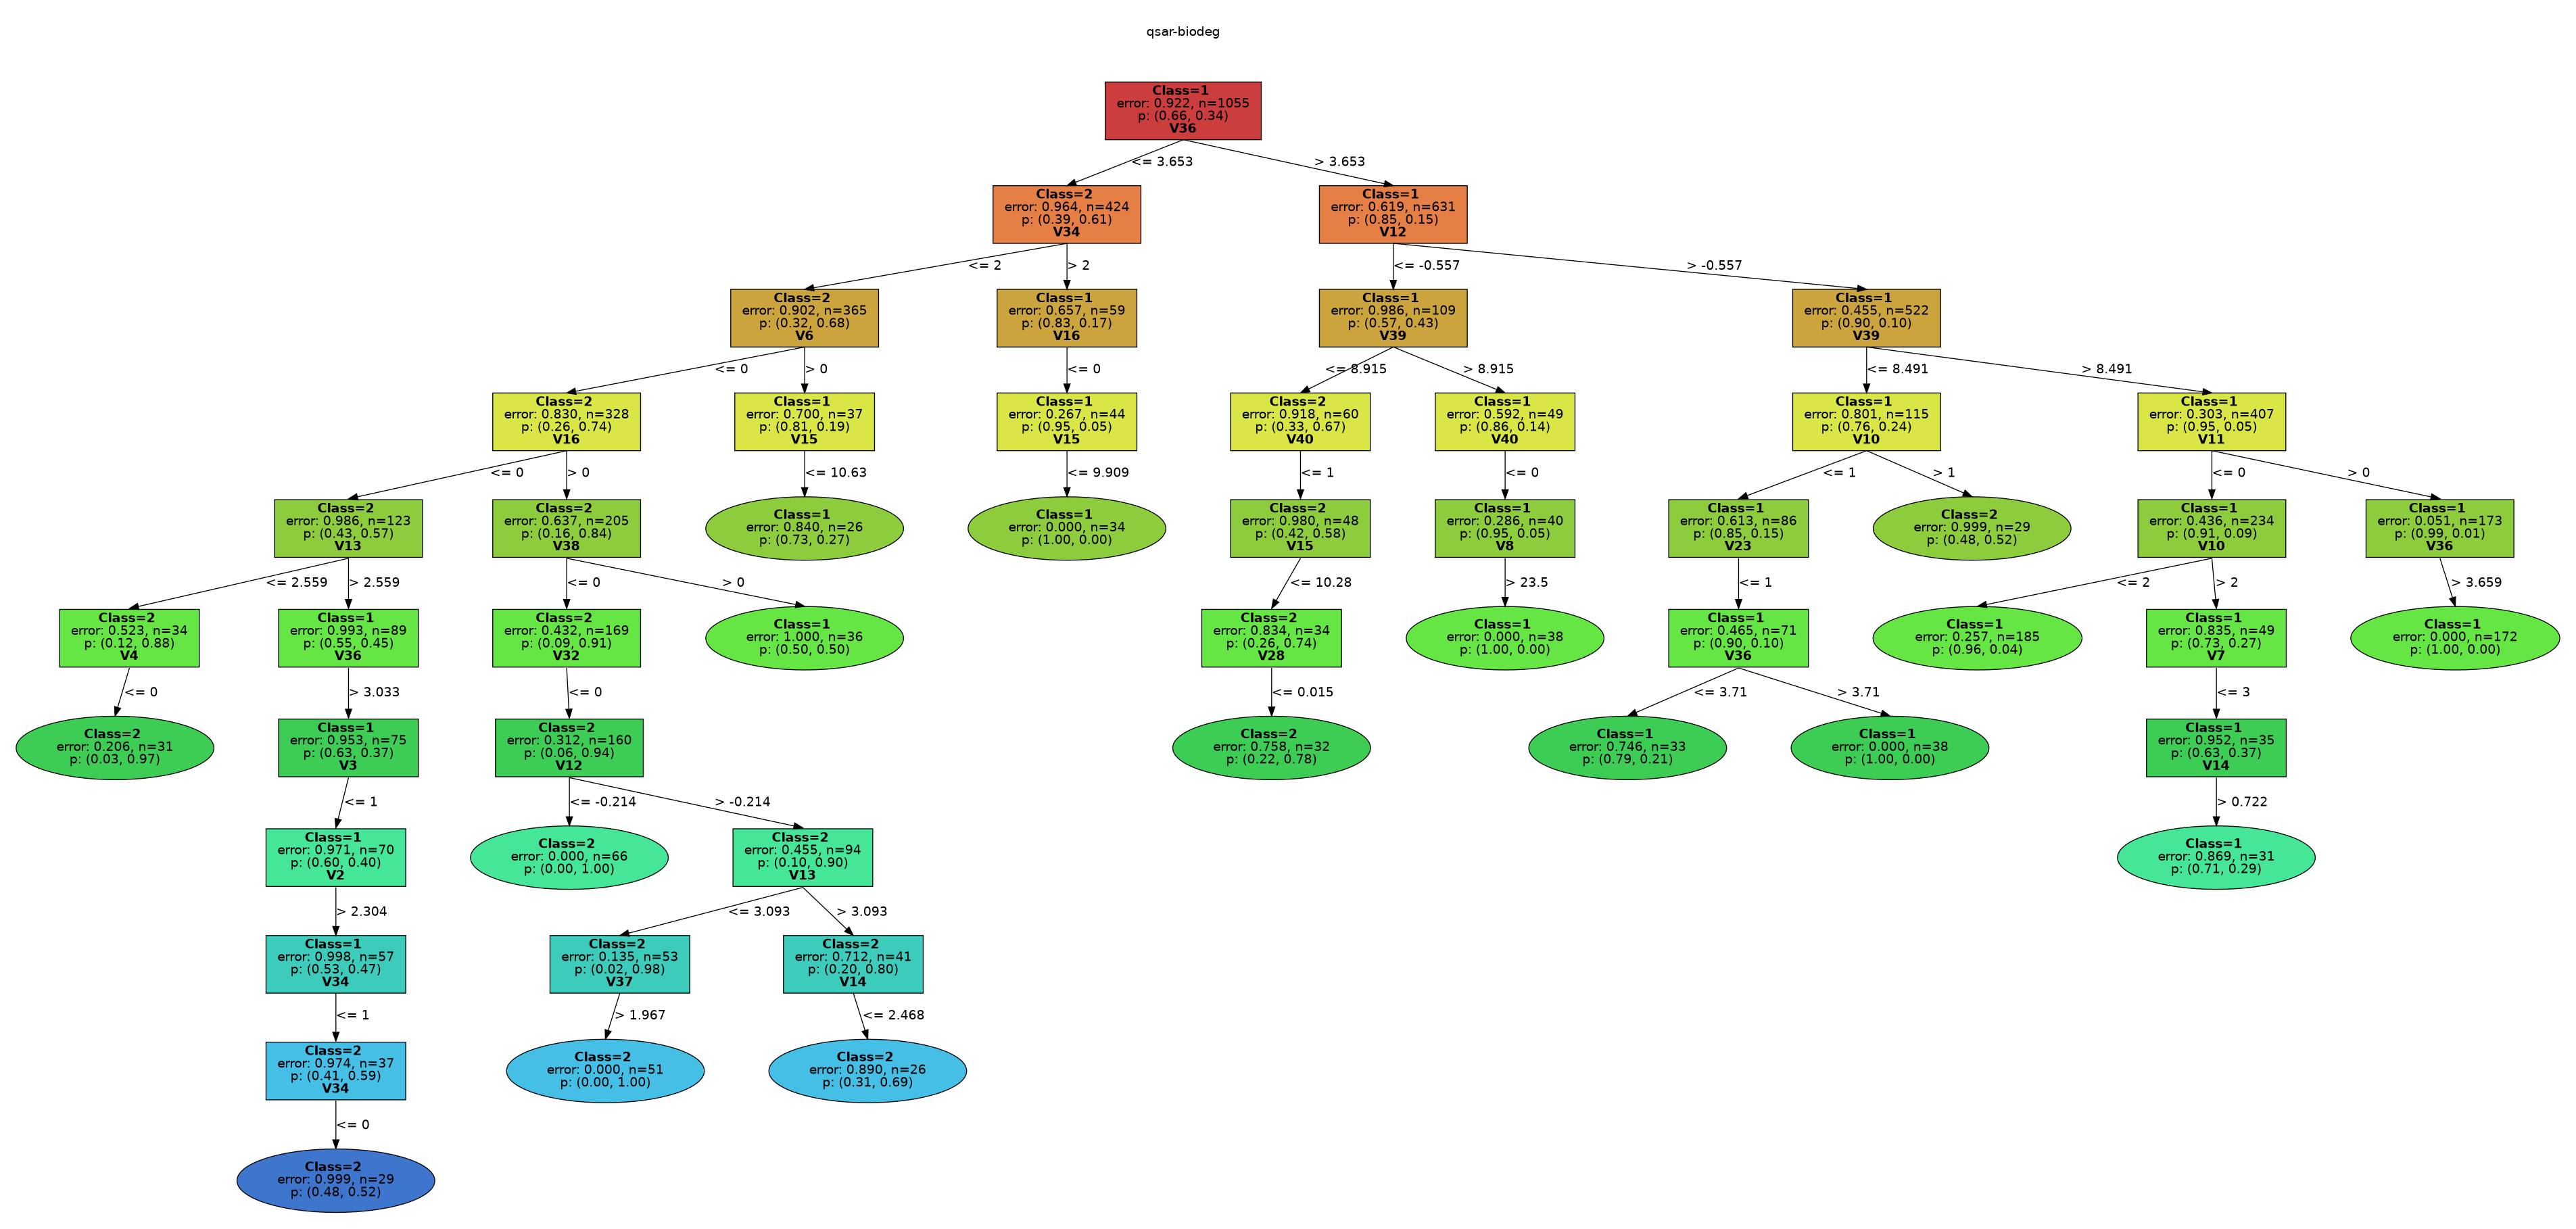 qsar-biodeg
Class=1
error: 0.922, n=1055
p: (0.66, 0.34)
V36
<= 3.653
> 3.653
Class=2
error: 0.964, n=424
p: (0.39, 0.61)
V34
Class=1
error: 0.619, n=631
p: (0.85, 0.15)
V12
<= 2
> 2
<= -0.557
> -0.557
Class=2
error: 0.902, n=365
p: (0.32, 0.68)
V6
Class=1
error: 0.657, n=59
p: (0.83, 0.17)
V16
Class=1
error: 0.986, n=109
p: (0.57, 0.43)
V39
Class=1
error: 0.455, n=522
p: (0.90, 0.10)
V39
<= 0
> 0
<= 0
<= 8.915
> 8.915
<= 8.491
> 8.491
Class=2
error: 0.830, n=328
p: (0.26, 0.74)
V16
Class=1
error: 0.700, n=37
p: (0.81, 0.19)
V15
Class=1
error: 0.267, n=44
p: (0.95, 0.05)
V15
Class=2
error: 0.918, n=60
p: (0.33, 0.67)
V40
Class=1
error: 0.592, n=49
p: (0.86, 0.14)
V40
Class=1
error: 0.801, n=115
p: (0.76, 0.24)
V10
Class=1
error: 0.303, n=407
p: (0.95, 0.05)
V11
<= 0
> 0
<= 10.63
<= 9.909
<= 1
<= 0
<= 1
> 1
<= 0
> 0
Class=2
error: 0.986, n=123
p: (0.43, 0.57)
V13
Class=2
error: 0.637, n=205
p: (0.16, 0.84)
V38
Class=1
error: 0.840, n=26
p: (0.73, 0.27)
Class=1
error: 0.000, n=34
p: (1.00, 0.00)
Class=2
error: 0.980, n=48
p: (0.42, 0.58)
V15
Class=1
error: 0.286, n=40
p: (0.95, 0.05)
V8
Class=1
error: 0.613, n=86
p: (0.85, 0.15)
V23
Class=2
error: 0.999, n=29
p: (0.48, 0.52)
Class=1
error: 0.436, n=234
p: (0.91, 0.09)
V10
Class=1
error: 0.051, n=173
p: (0.99, 0.01)
V36
<= 2.559
> 2.559
<= 0
> 0
<= 10.28
> 23.5
<= 1
<= 2
> 2
> 3.659
Class=2
error: 0.523, n=34
p: (0.12, 0.88)
V4
Class=1
error: 0.993, n=89
p: (0.55, 0.45)
V36
Class=2
error: 0.432, n=169
p: (0.09, 0.91)
V32
Class=1
error: 1.000, n=36
p: (0.50, 0.50)
Class=2
error: 0.834, n=34
p: (0.26, 0.74)
V28
Class=1
error: 0.000, n=38
p: (1.00, 0.00)
Class=1
error: 0.465, n=71
p: (0.90, 0.10)
V36
Class=1
error: 0.257, n=185
p: (0.96, 0.04)
Class=1
error: 0.835, n=49
p: (0.73, 0.27)
V7
Class=1
error: 0.000, n=172
p: (1.00, 0.00)
<= 0
> 3.033
<= 0
<= 0.015
<= 3.71
> 3.71
<= 3
Class=2
error: 0.206, n=31
p: (0.03, 0.97)
Class=1
error: 0.953, n=75
p: (0.63, 0.37)
V3
Class=2
error: 0.312, n=160
p: (0.06, 0.94)
V12
Class=2
error: 0.758, n=32
p: (0.22, 0.78)
Class=1
error: 0.746, n=33
p: (0.79, 0.21)
Class=1
error: 0.000, n=38
p: (1.00, 0.00)
Class=1
error: 0.952, n=35
p: (0.63, 0.37)
V14
<= 1
<= -0.214
> -0.214
> 0.722
Class=1
error: 0.971, n=70
p: (0.60, 0.40)
V2
Class=2
error: 0.000, n=66
p: (0.00, 1.00)
Class=2
error: 0.455, n=94
p: (0.10, 0.90)
V13
Class=1
error: 0.869, n=31
p: (0.71, 0.29)
> 2.304
<= 3.093
> 3.093
Class=1
error: 0.998, n=57
p: (0.53, 0.47)
V34
Class=2
error: 0.135, n=53
p: (0.02, 0.98)
V37
Class=2
error: 0.712, n=41
p: (0.20, 0.80)
V14
<= 1
> 1.967
<= 2.468
Class=2
error: 0.974, n=37
p: (0.41, 0.59)
V34
Class=2
error: 0.000, n=51
p: (0.00, 1.00)
Class=2
error: 0.890, n=26
p: (0.31, 0.69)
<= 0
Class=2
error: 0.999, n=29
p: (0.48, 0.52)